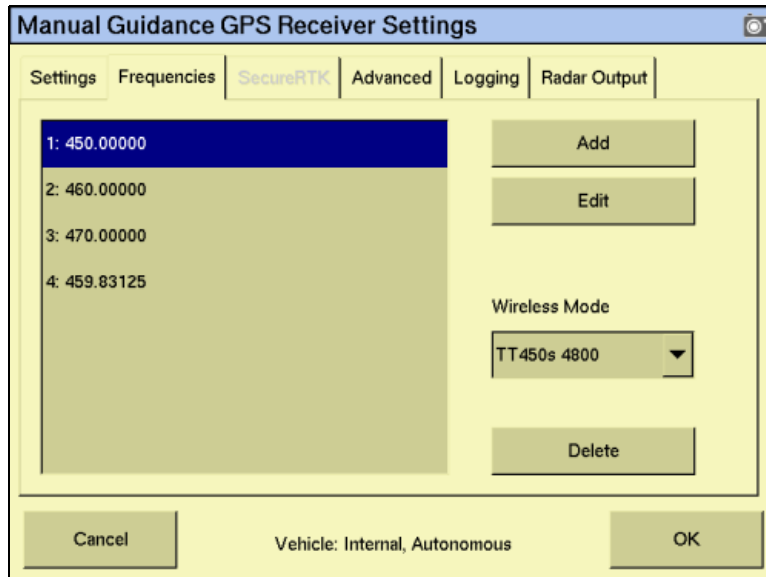 Manual Guidance GPS Receiver Settings
Settings Frequencies SecureRTK Advanced Logging Radar Output
1: 450.00000
2: 460.00000
3: 470.00000
4: 459.83125
Add
Edit
Wireless Mode
TT450s 4800
Delete
Cancel Vehicle: Internal, Autonomous OK